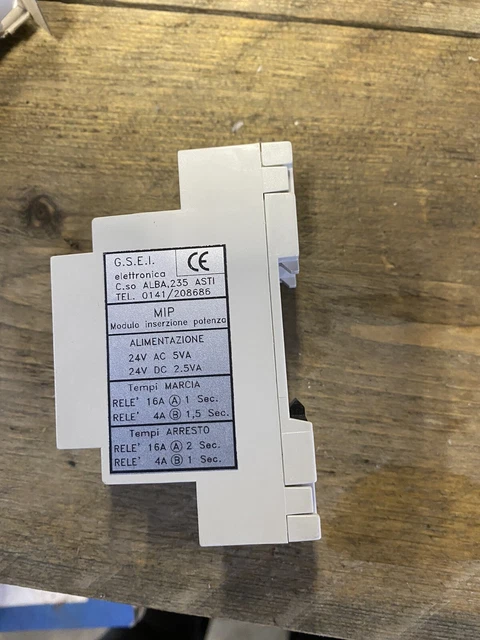 G.S.E.I.
CE
elettronica
C.so ALBA,235 ASTI
TEL. 0141/208686
MIP
Modulo inserzione potenza
ALIMENTAZIONE
24V AC 5VA
24V DC 2.5VA
Tempi MARCIA
RELE' 16A Ⓐ 1 Sec.
RELE' 4A Ⓑ 1,5 Sec.
Tempi ARRESTO
RELE' 16A Ⓐ 2 Sec.
RELE' 4A Ⓑ 1 Sec.